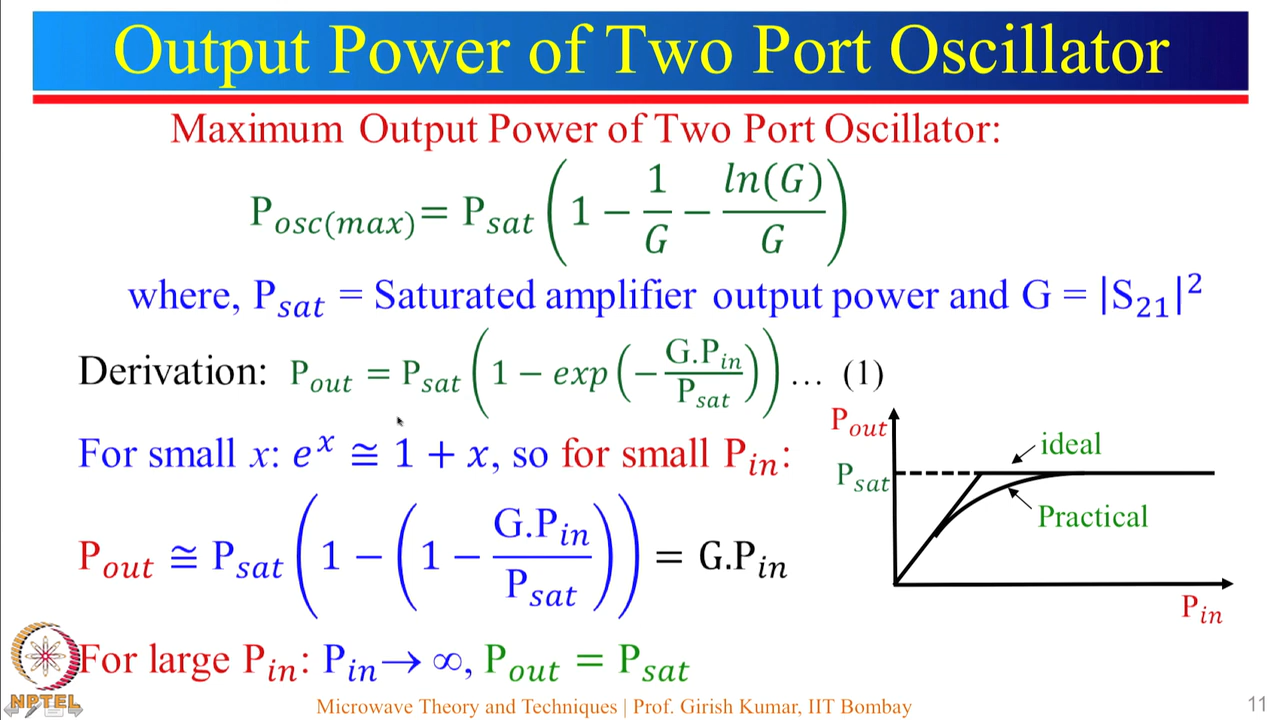 Output Power of Two Port Oscillator
Maximum Output Power of Two Port Oscillator:
P_osc(max) = P_sat (1 − 1/G − ln(G)/G)
where, P_sat = Saturated amplifier output power and G = |S_21|^2
Derivation: P_out = P_sat (1 − exp(− G.P_in / P_sat)) … (1)
For small x: e^x ≅ 1 + x, so for small P_in:
P_out ≅ P_sat (1 − (1 − G.P_in / P_sat)) = G.P_in
For large P_in: P_in → ∞, P_out = P_sat
P_out
P_sat
ideal
Practical
P_in
NPTEL
Microwave Theory and Techniques | Prof. Girish Kumar, IIT Bombay
11